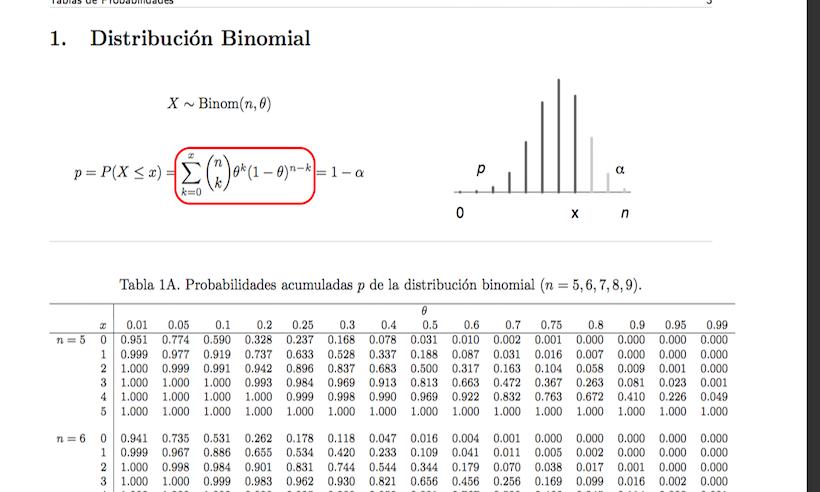 Tablas de Probabilidades 3
1. Distribución Binomial
X ∼ Binom(n, θ)
p = P(X ≤ x) = ∑_{k=0}^{x} (n k) θ^k (1 − θ)^{n−k} = 1 − α
p α
0 x n
Tabla 1A. Probabilidades acumuladas p de la distribución binomial (n = 5, 6, 7, 8, 9).
θ
x 0.01 0.05 0.1 0.2 0.25 0.3 0.4 0.5 0.6 0.7 0.75 0.8 0.9 0.95 0.99
n = 5 0 0.951 0.774 0.590 0.328 0.237 0.168 0.078 0.031 0.010 0.002 0.001 0.000 0.000 0.000 0.000
1 0.999 0.977 0.919 0.737 0.633 0.528 0.337 0.188 0.087 0.031 0.016 0.007 0.000 0.000 0.000
2 1.000 0.999 0.991 0.942 0.896 0.837 0.683 0.500 0.317 0.163 0.104 0.058 0.009 0.001 0.000
3 1.000 1.000 1.000 0.993 0.984 0.969 0.913 0.813 0.663 0.472 0.367 0.263 0.081 0.023 0.001
4 1.000 1.000 1.000 1.000 0.999 0.998 0.990 0.969 0.922 0.832 0.763 0.672 0.410 0.226 0.049
5 1.000 1.000 1.000 1.000 1.000 1.000 1.000 1.000 1.000 1.000 1.000 1.000 1.000 1.000 1.000
n = 6 0 0.941 0.735 0.531 0.262 0.178 0.118 0.047 0.016 0.004 0.001 0.000 0.000 0.000 0.000 0.000
1 0.999 0.967 0.886 0.655 0.534 0.420 0.233 0.109 0.041 0.011 0.005 0.002 0.000 0.000 0.000
2 1.000 0.998 0.984 0.901 0.831 0.744 0.544 0.344 0.179 0.070 0.038 0.017 0.001 0.000 0.000
3 1.000 1.000 0.999 0.983 0.962 0.930 0.821 0.656 0.456 0.256 0.169 0.099 0.016 0.002 0.000